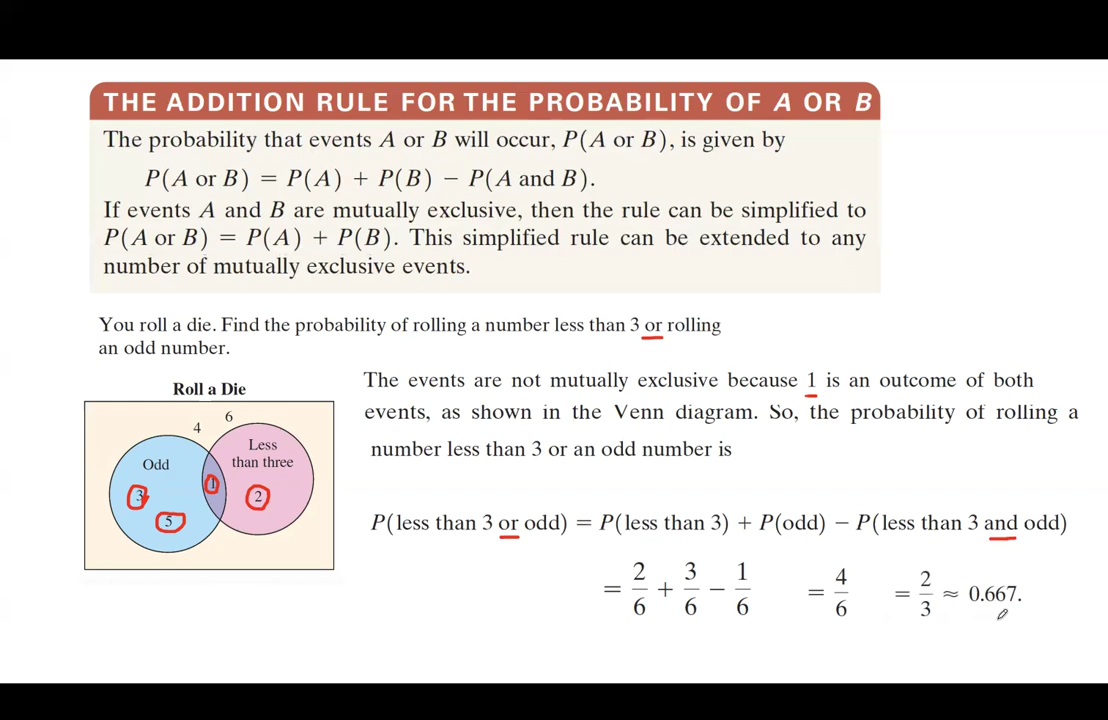 THE ADDITION RULE FOR THE PROBABILITY OF A OR B
The probability that events A or B will occur, P(A or B), is given by
P(A or B) = P(A) + P(B) − P(A and B).
If events A and B are mutually exclusive, then the rule can be simplified to
P(A or B) = P(A) + P(B). This simplified rule can be extended to any
number of mutually exclusive events.
You roll a die. Find the probability of rolling a number less than 3 or rolling
an odd number.
Roll a Die
4
6
Odd
Less
than three
3
5
1
2
The events are not mutually exclusive because 1 is an outcome of both
events, as shown in the Venn diagram. So, the probability of rolling a
number less than 3 or an odd number is
P(less than 3 or odd) = P(less than 3) + P(odd) − P(less than 3 and odd)
= 2/6 + 3/6 − 1/6 = 4/6 = 2/3 ≈ 0.667.